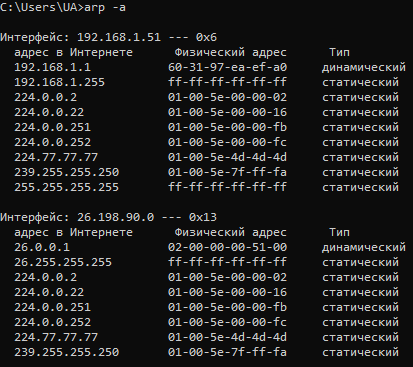 C:\Users\UA>arp -a
Интерфейс: 192.168.1.51 --- 0x6
адрес в Интернете Физический адрес Тип
192.168.1.1 60-31-97-ea-ef-a0 динамический
192.168.1.255 ff-ff-ff-ff-ff-ff статический
224.0.0.2 01-00-5e-00-00-02 статический
224.0.0.22 01-00-5e-00-00-16 статический
224.0.0.251 01-00-5e-00-00-fb статический
224.0.0.252 01-00-5e-00-00-fc статический
224.77.77.77 01-00-5e-4d-4d-4d статический
239.255.255.250 01-00-5e-7f-ff-fa статический
255.255.255.255 ff-ff-ff-ff-ff-ff статический
Интерфейс: 26.198.90.0 --- 0x13
адрес в Интернете Физический адрес Тип
26.0.0.1 02-00-00-00-51-00 динамический
26.255.255.255 ff-ff-ff-ff-ff-ff статический
224.0.0.2 01-00-5e-00-00-02 статический
224.0.0.22 01-00-5e-00-00-16 статический
224.0.0.251 01-00-5e-00-00-fb статический
224.0.0.252 01-00-5e-00-00-fc статический
224.77.77.77 01-00-5e-4d-4d-4d статический
239.255.255.250 01-00-5e-7f-ff-fa статический